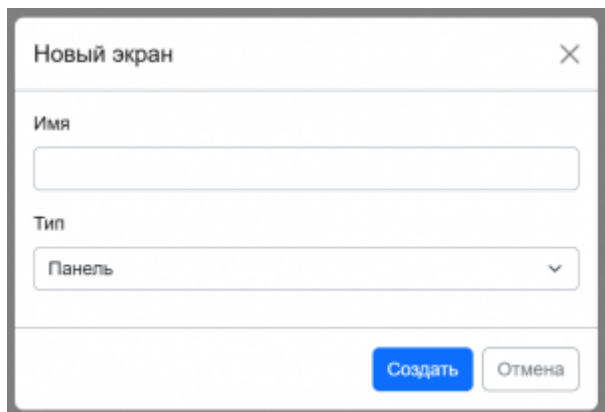 Новый экран
Имя
Тип
Панель
Создать Отмена